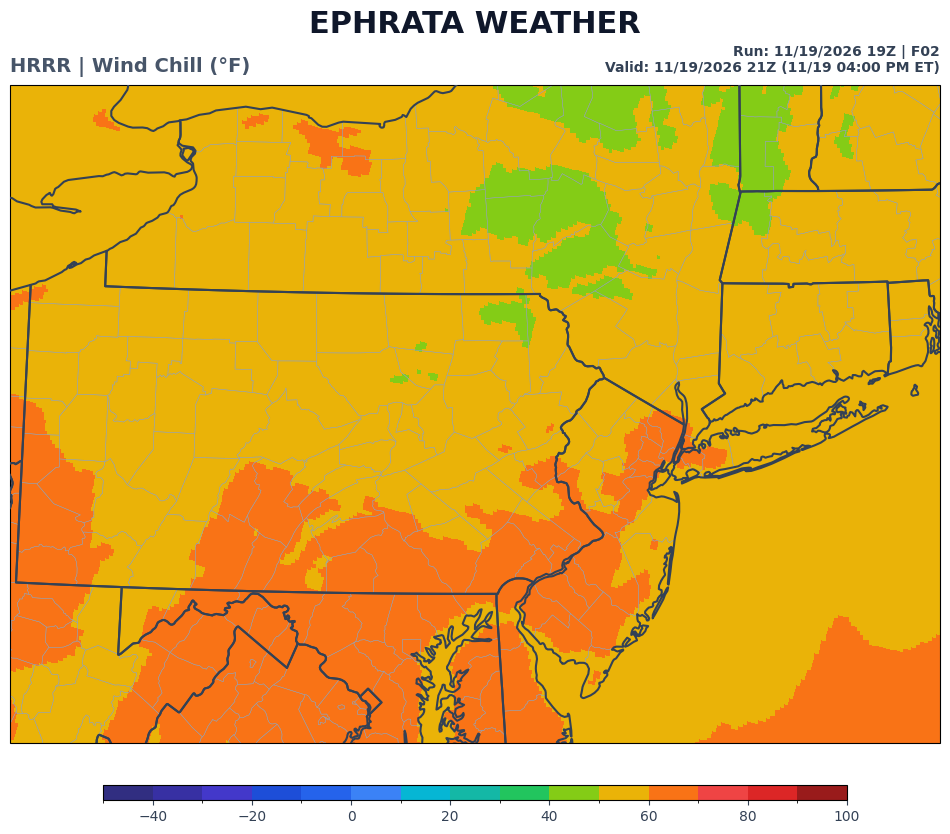 EPHRATA WEATHER
HRRR | Wind Chill (°F)
Run: 11/19/2026 19Z | F02
Valid: 11/19/2026 21Z (11/19 04:00 PM ET)
−40 −20 0 20 40 60 80 100